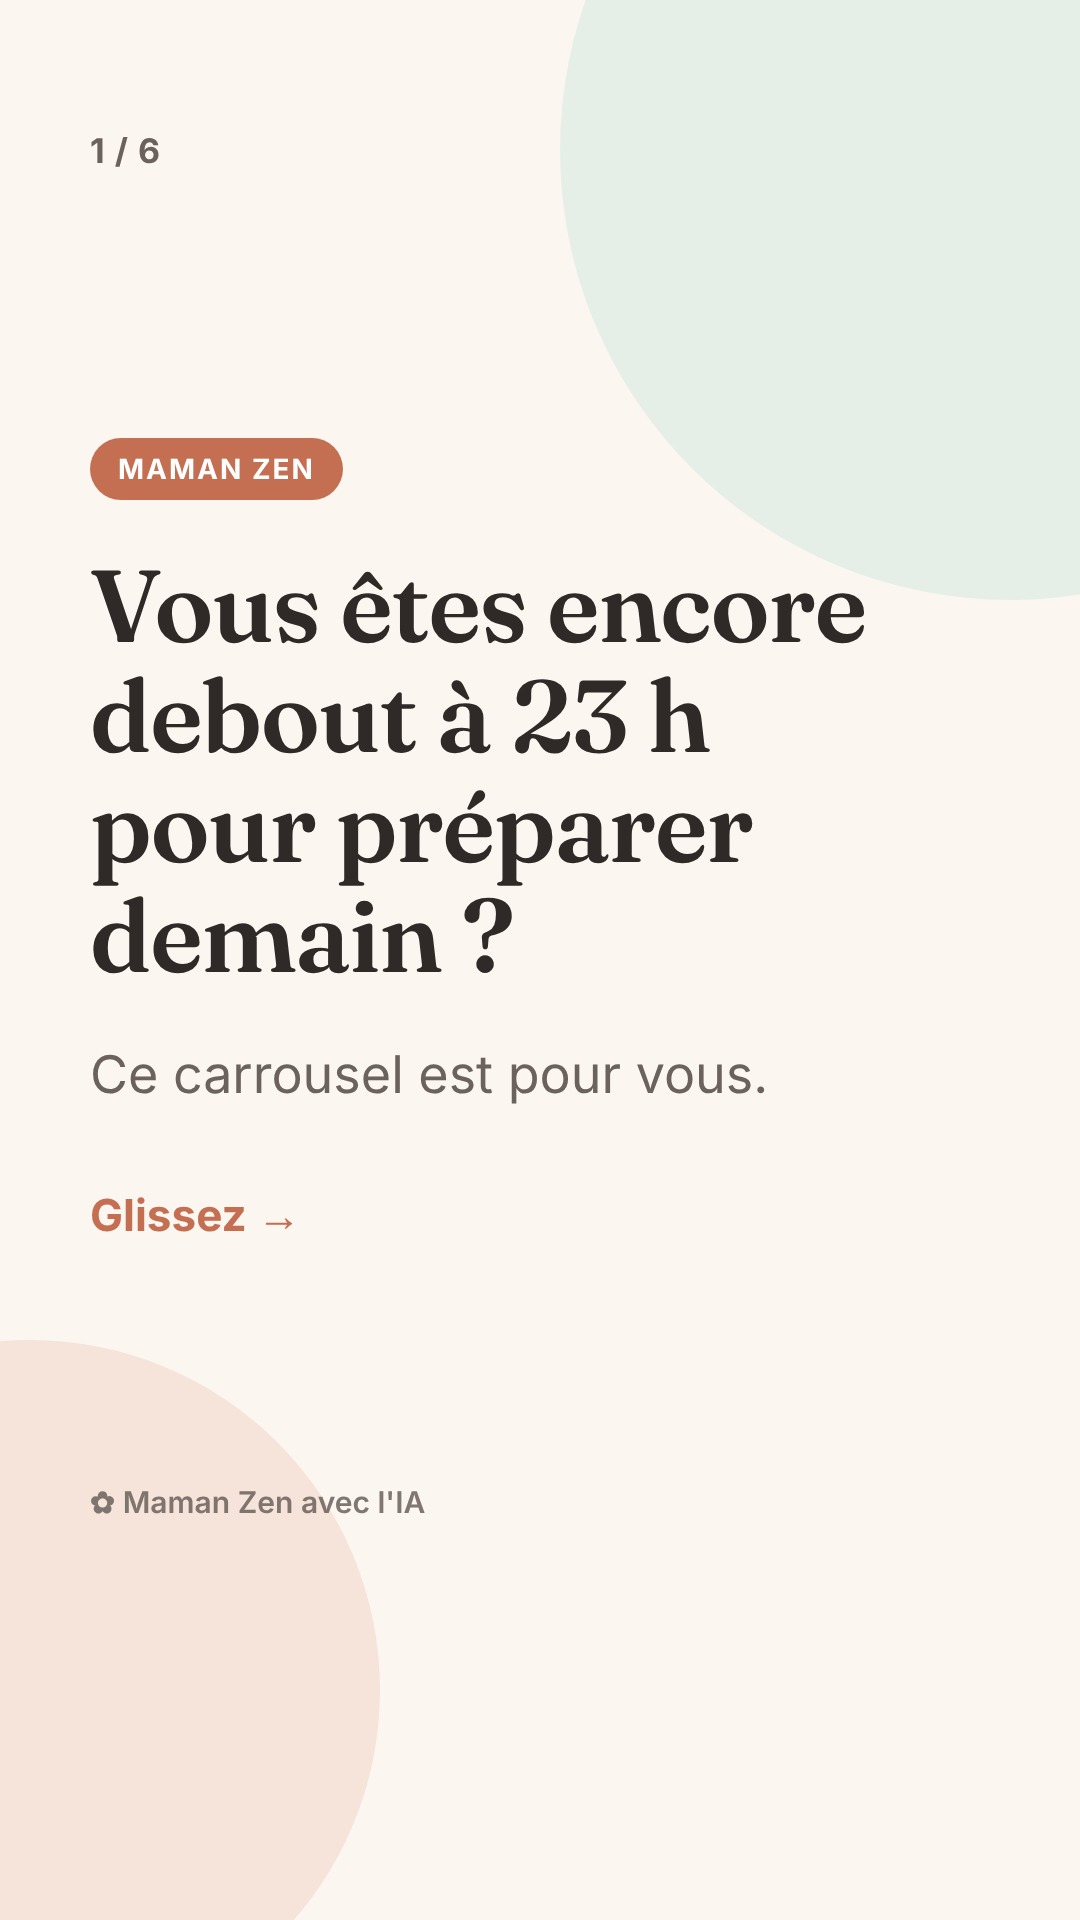 1 / 6
MAMAN ZEN
Vous êtes encore
debout à 23 h
pour préparer
demain ?
Ce carrousel est pour vous.
Glissez →
✿ Maman Zen avec l'IA